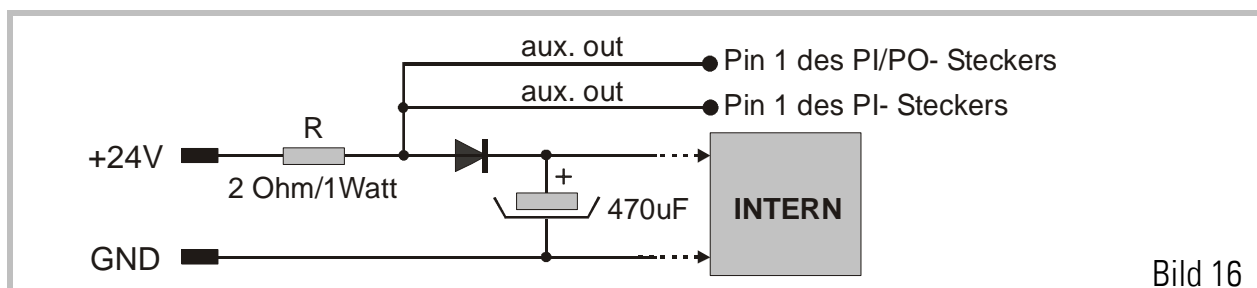 aux. out
Pin 1 des PI/PO- Steckers
aux. out
Pin 1 des PI- Steckers
R
+24V
2 Ohm/1Watt
+
470uF
INTERN
GND
Bild 16